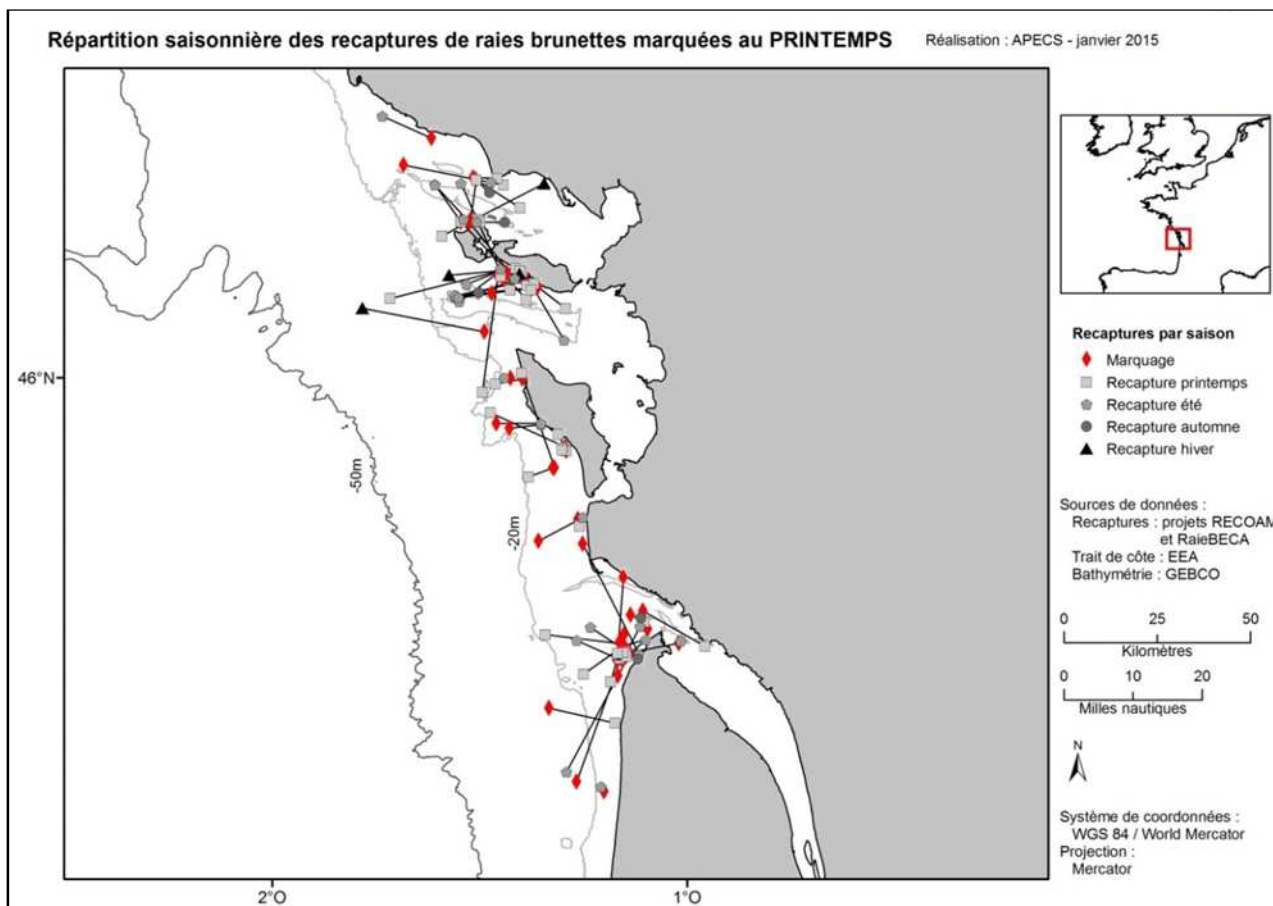 Répartition saisonnière des recaptures de raies brunettes marquées au PRINTEMPS
Réalisation : APECS - janvier 2015
46°N
-50m
-20m
2°O
1°O
Recaptures par saison
Marquage
Recapture printemps
Recapture été
Recapture automne
Recapture hiver
Sources de données :
Recaptures : projets RECOAM
et RaieBECA
Trait de côte : EEA
Bathymétrie : GEBCO
0 25 50
Kilomètres
0 10 20
Milles nautiques
N
Système de coordonnées :
WGS 84 / World Mercator
Projection :
Mercator